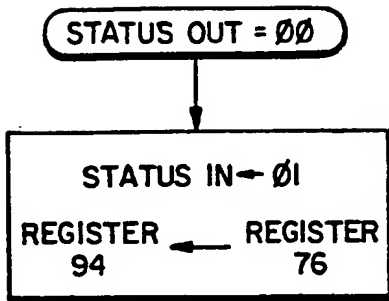 STATUS OUT = ØØ
STATUS IN ← Ø1
REGISTER 94 ← REGISTER 76